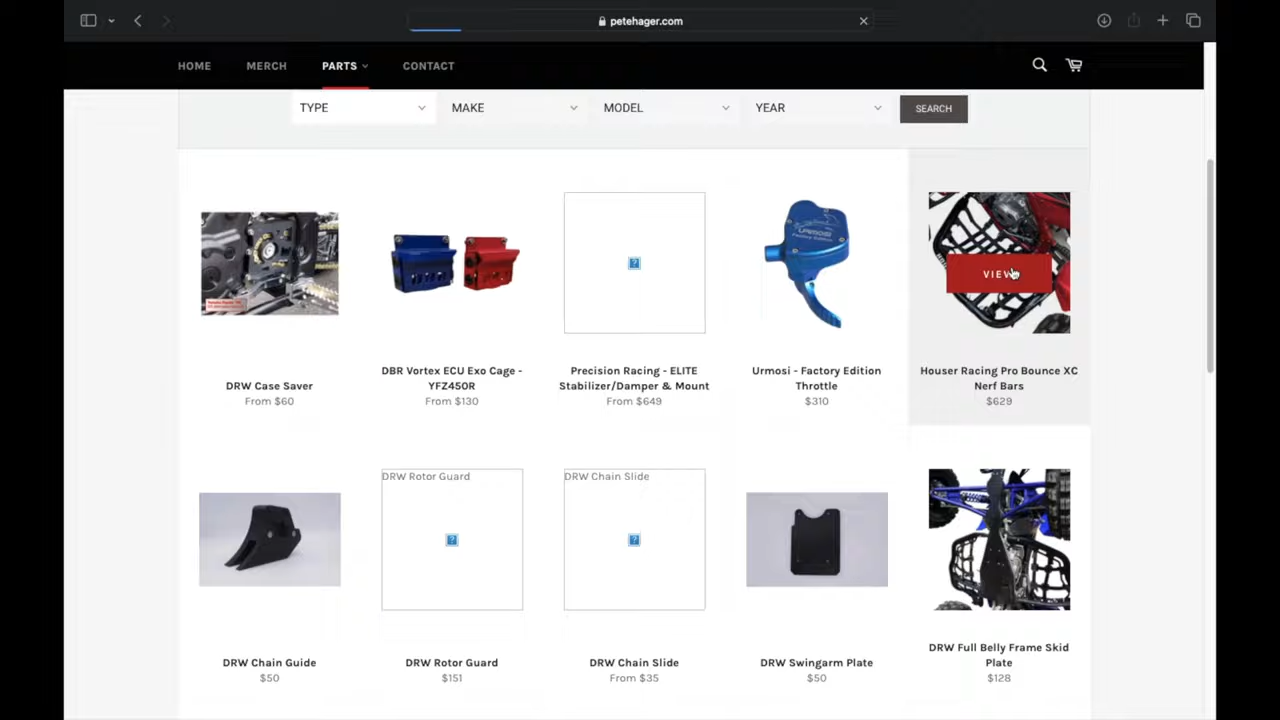 petehager.com
HOME MERCH PARTS CONTACT
TYPE MAKE MODEL YEAR SEARCH
URMOSI
Factory Edition
VIEW
DRW Case Saver
From $60
DBR Vortex ECU Exo Cage -
YFZ450R
From $130
Precision Racing - ELITE
Stabilizer/Damper & Mount
From $649
Urmosi - Factory Edition
Throttle
$310
Houser Racing Pro Bounce XC
Nerf Bars
$629
DRW Rotor Guard
DRW Chain Slide
DRW Chain Guide
$50
DRW Rotor Guard
$151
DRW Chain Slide
From $35
DRW Swingarm Plate
$50
DRW Full Belly Frame Skid
Plate
$128